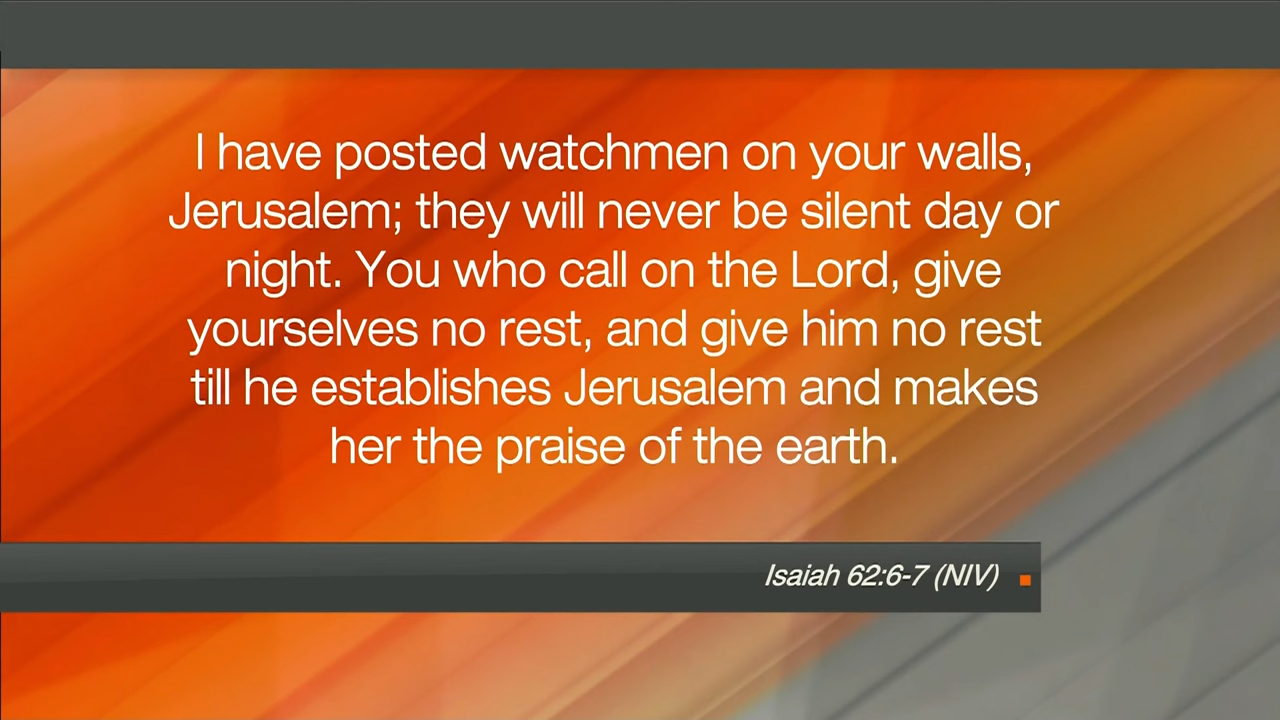 I have posted watchmen on your walls,
Jerusalem; they will never be silent day or
night. You who call on the Lord, give
yourselves no rest, and give him no rest
till he establishes Jerusalem and makes
her the praise of the earth.
Isaiah 62:6-7 (NIV)